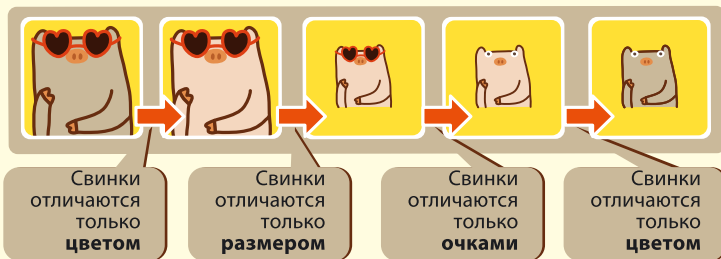 Свинки
отличаются
только
цветом
Свинки
отличаются
только
размером
Свинки
отличаются
только
очками
Свинки
отличаются
только
цветом